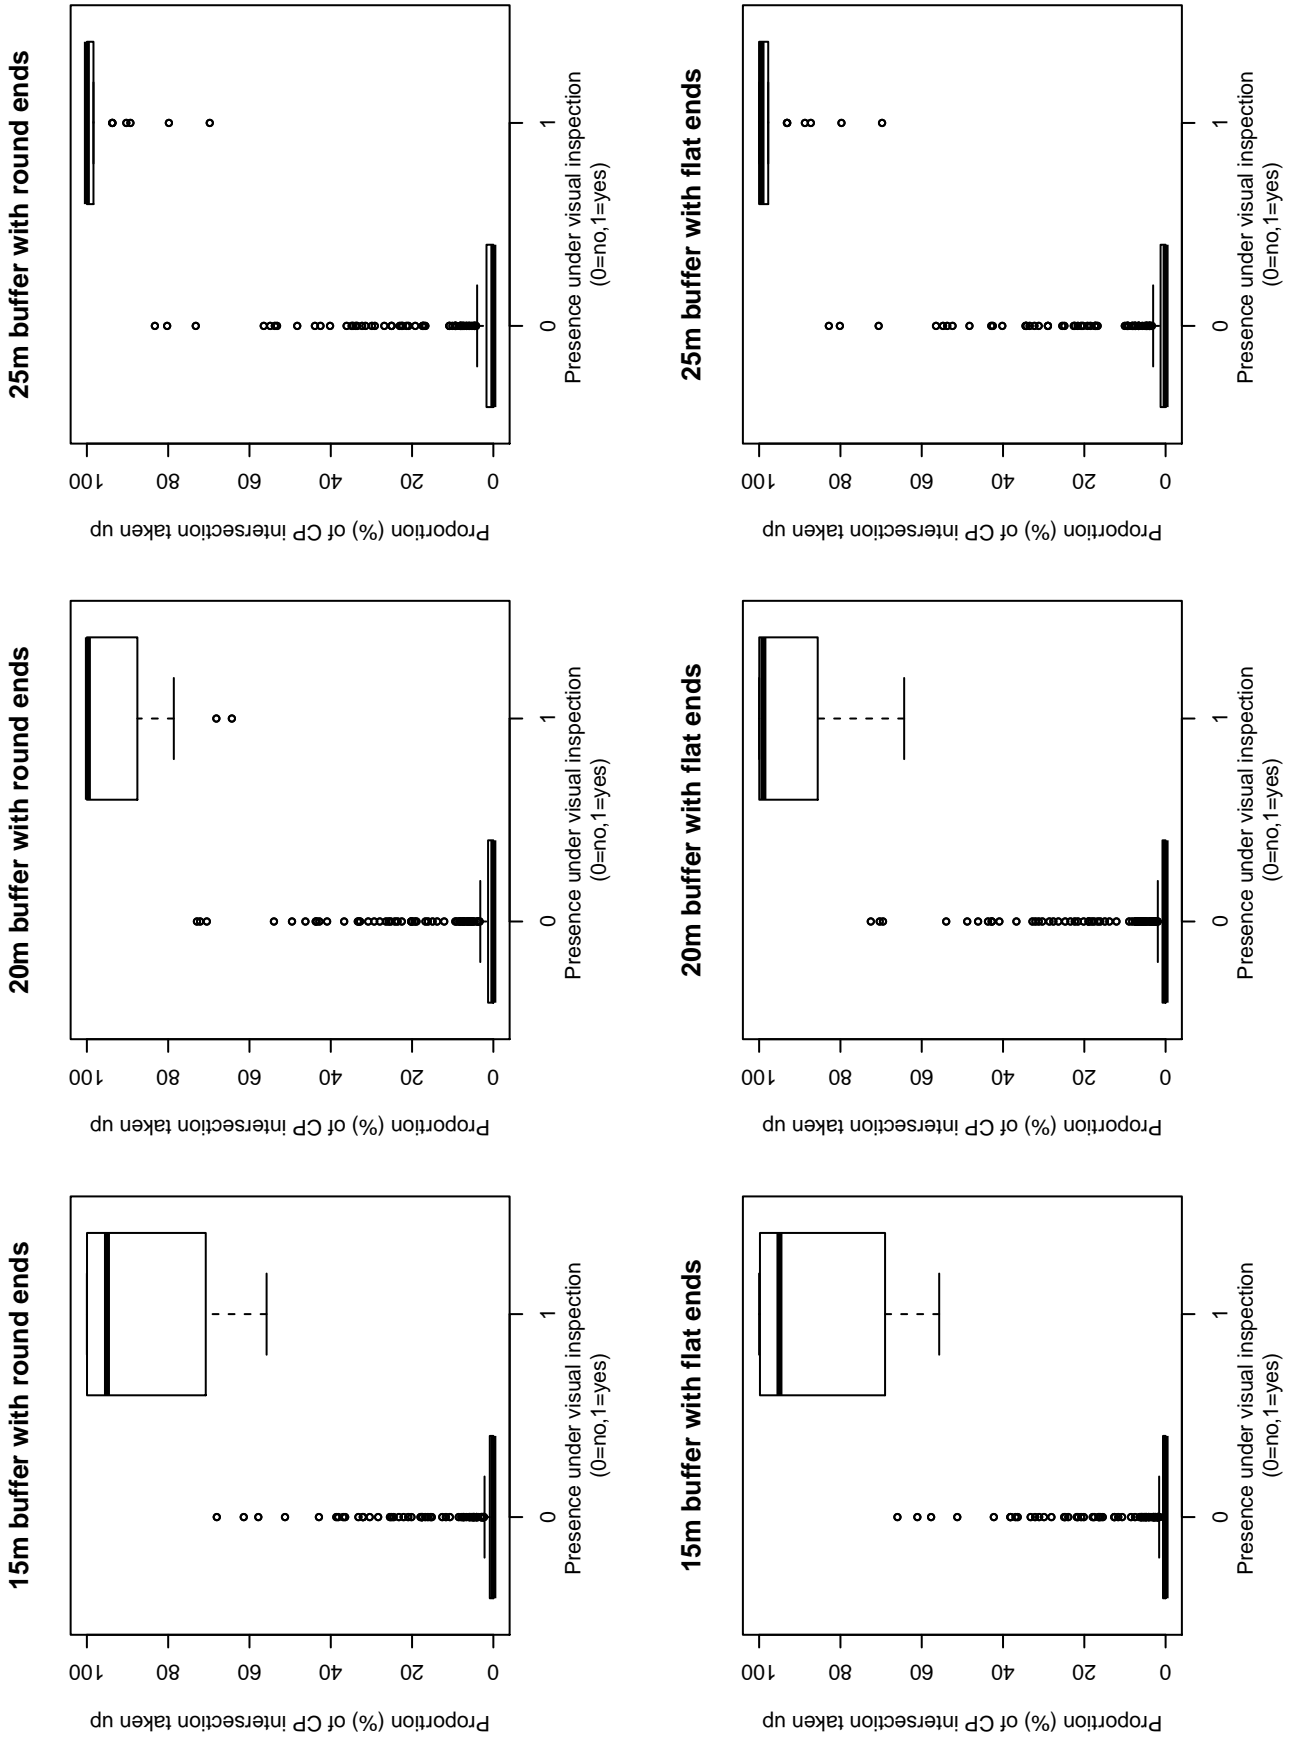 15m buffer with round ends
Proportion (%) of CP intersection taken up
100
80
60
40
20
0
0
1
Presence under visual inspection
(0=no,1=yes)
20m buffer with round ends
Proportion (%) of CP intersection taken up
100
80
60
40
20
0
0
1
Presence under visual inspection
(0=no,1=yes)
25m buffer with round ends
Proportion (%) of CP intersection taken up
100
80
60
40
20
0
0
1
Presence under visual inspection
(0=no,1=yes)
15m buffer with flat ends
Proportion (%) of CP intersection taken up
100
80
60
40
20
0
0
1
Presence under visual inspection
(0=no,1=yes)
20m buffer with flat ends
Proportion (%) of CP intersection taken up
100
80
60
40
20
0
0
1
Presence under visual inspection
(0=no,1=yes)
25m buffer with flat ends
Proportion (%) of CP intersection taken up
100
80
60
40
20
0
0
1
Presence under visual inspection
(0=no,1=yes)